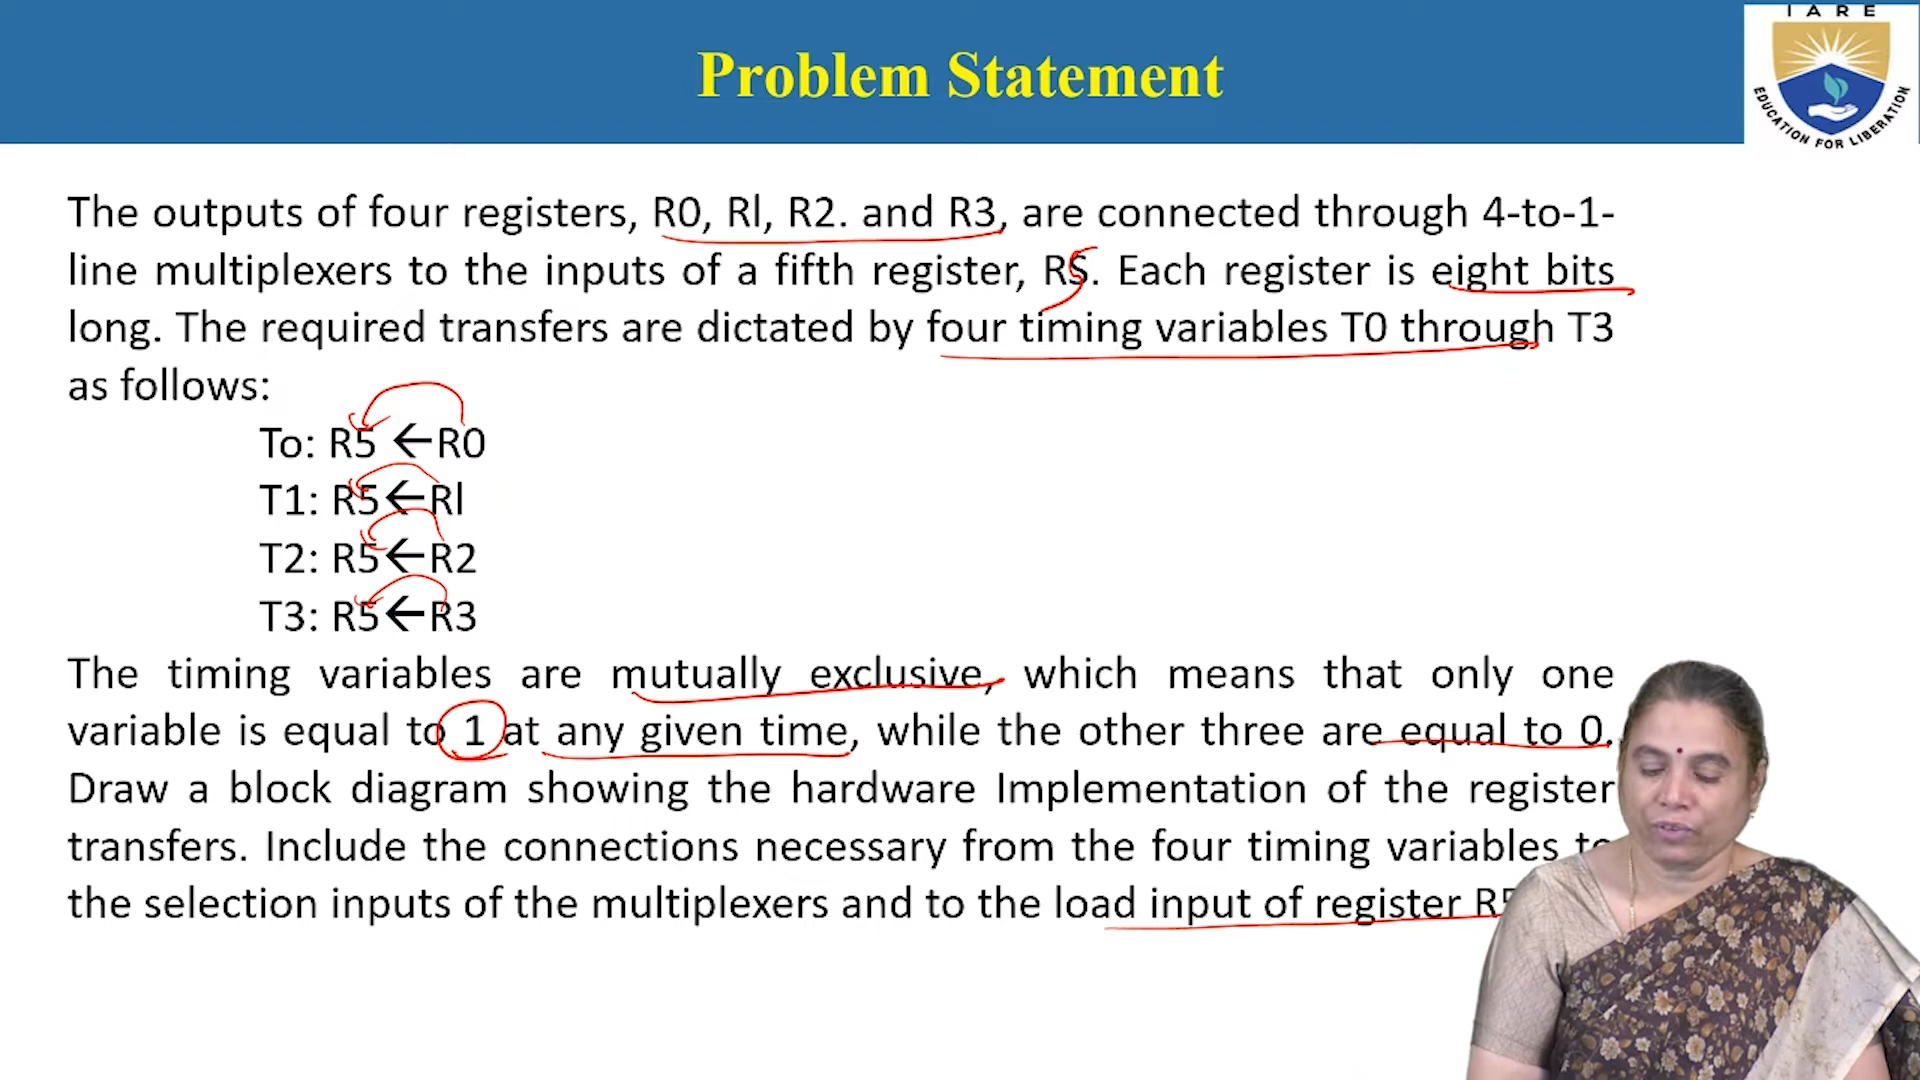 Problem Statement
IARE
EDUCATION FOR LIBERATION
The outputs of four registers, R0, Rl, R2. and R3, are connected through 4-to-1-
line multiplexers to the inputs of a fifth register, RS. Each register is eight bits
long. The required transfers are dictated by four timing variables T0 through T3
as follows:
To: R5 ←R0
T1: R5←Rl
T2: R5←R2
T3: R5←R3
The timing variables are mutually exclusive, which means that only one
variable is equal to 1 at any given time, while the other three are equal to 0.
Draw a block diagram showing the hardware Implementation of the register
transfers. Include the connections necessary from the four timing variables to
the selection inputs of the multiplexers and to the load input of register R5